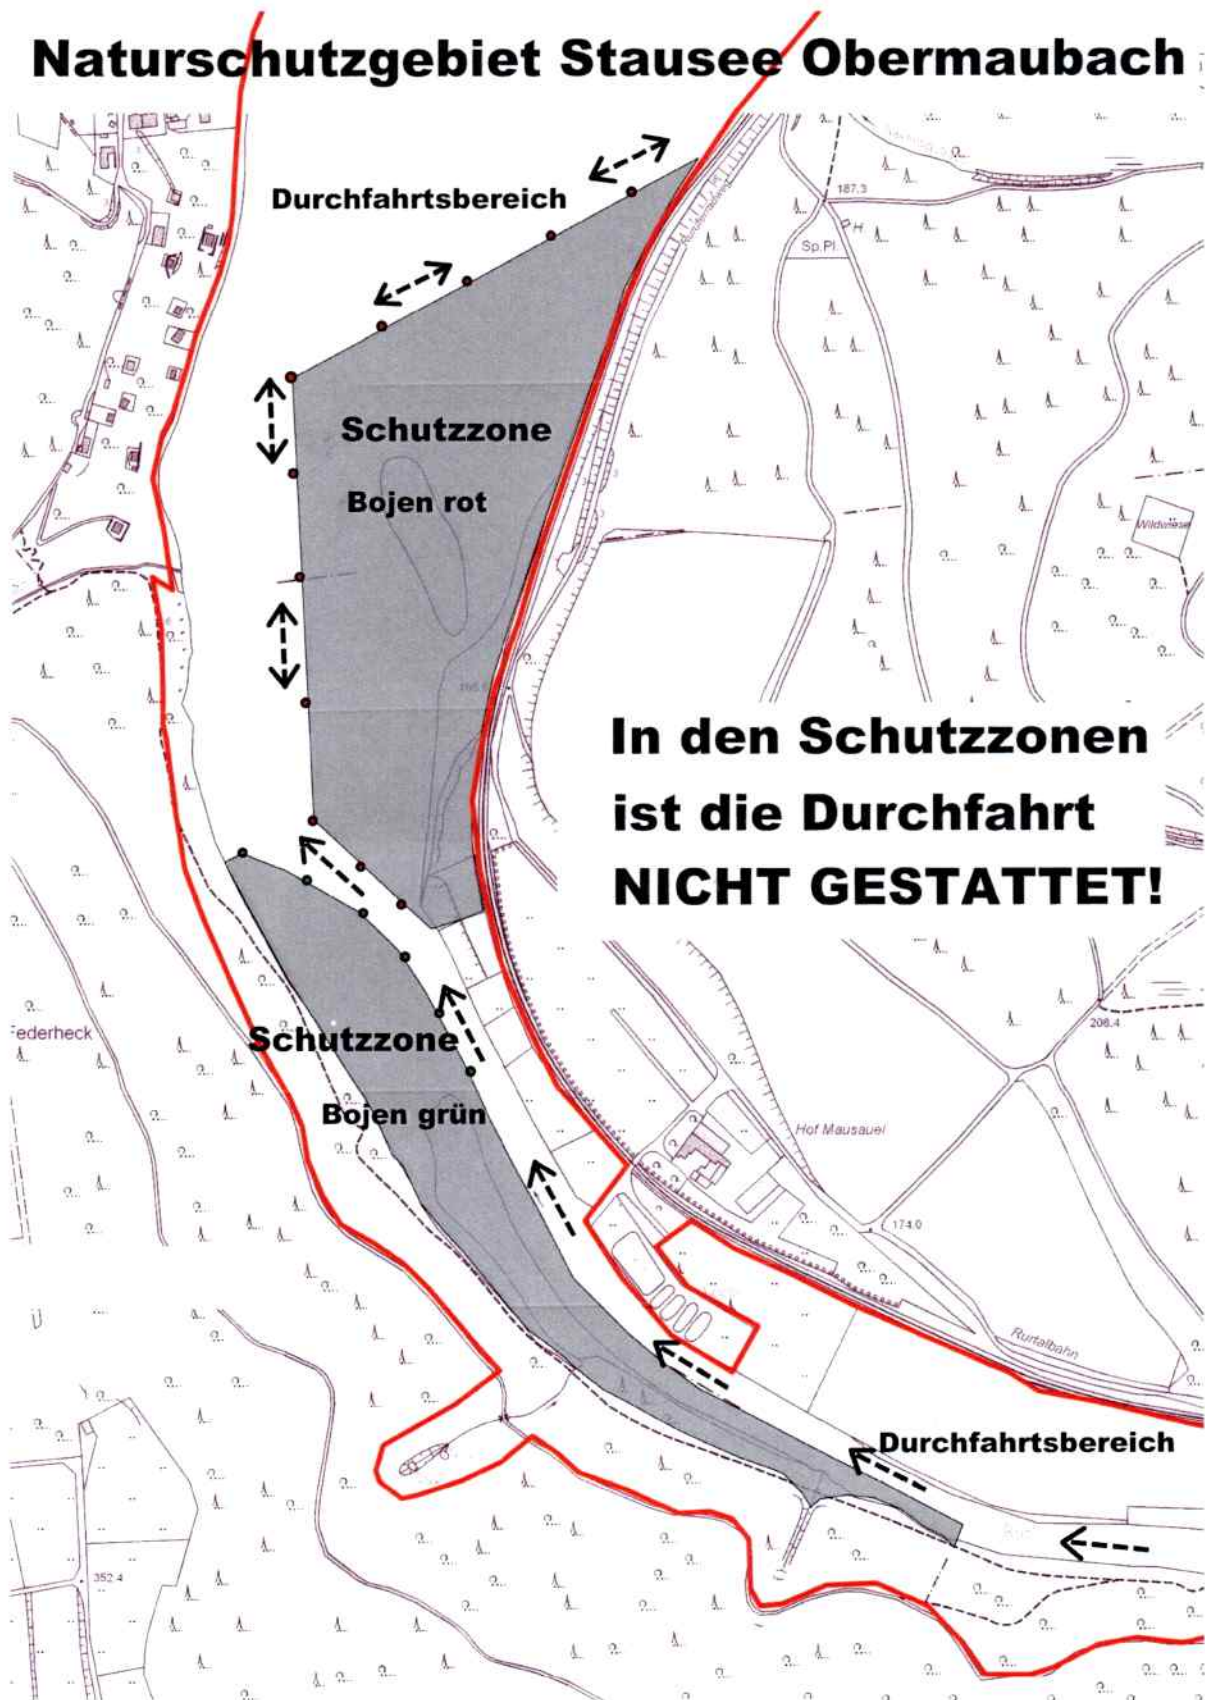 Naturschutzgebiet Stausee Obermaubach
Durchfahrtsbereich
187.3
H
Sp.Pl.
Schutzzone
Bojen rot
Wildwiese
In den Schutzzonen
ist die Durchfahrt
NICHT GESTATTET!
Federheck
Schutzzone
206.4
Bojen grün
Hof Mausauel
174.0
Rurtalbahn
Durchfahrtsbereich
352.4